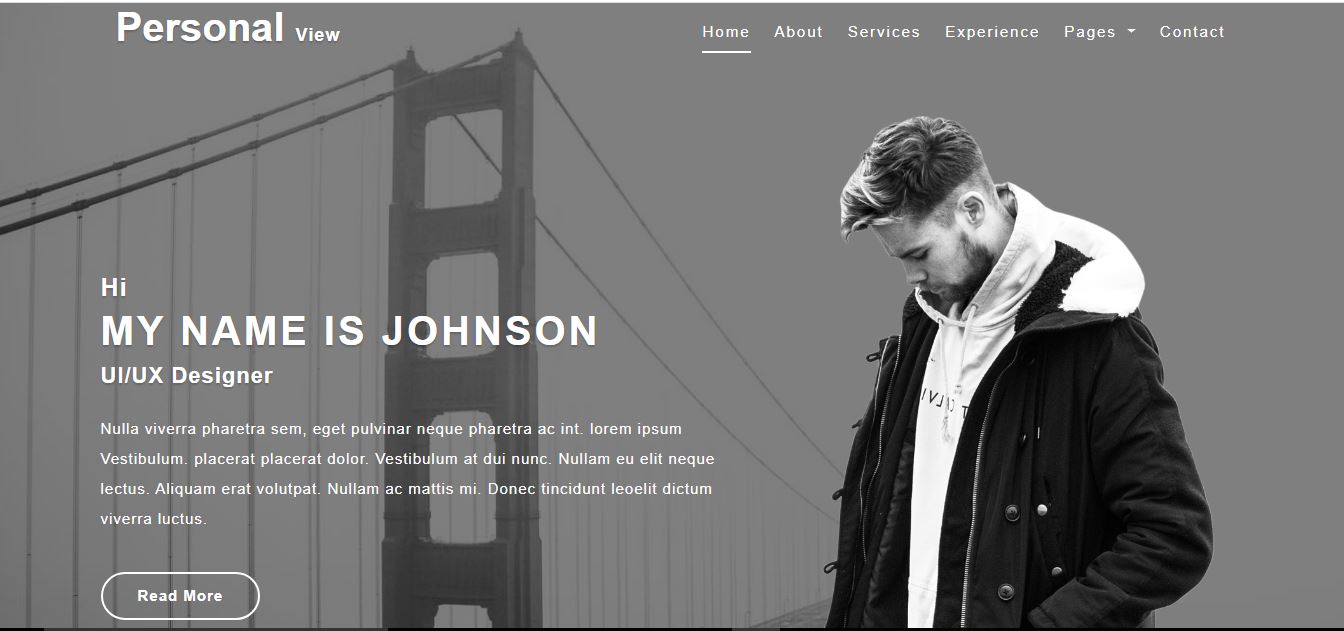 Personal View
Home About Services Experience Pages Contact
Hi
MY NAME IS JOHNSON
UI/UX Designer
Nulla viverra pharetra sem, eget pulvinar neque pharetra ac int. lorem ipsum
Vestibulum. placerat placerat dolor. Vestibulum at dui nunc. Nullam eu elit neque
lectus. Aliquam erat volutpat. Nullam ac mattis mi. Donec tincidunt leoelit dictum
viverra luctus.
Read More